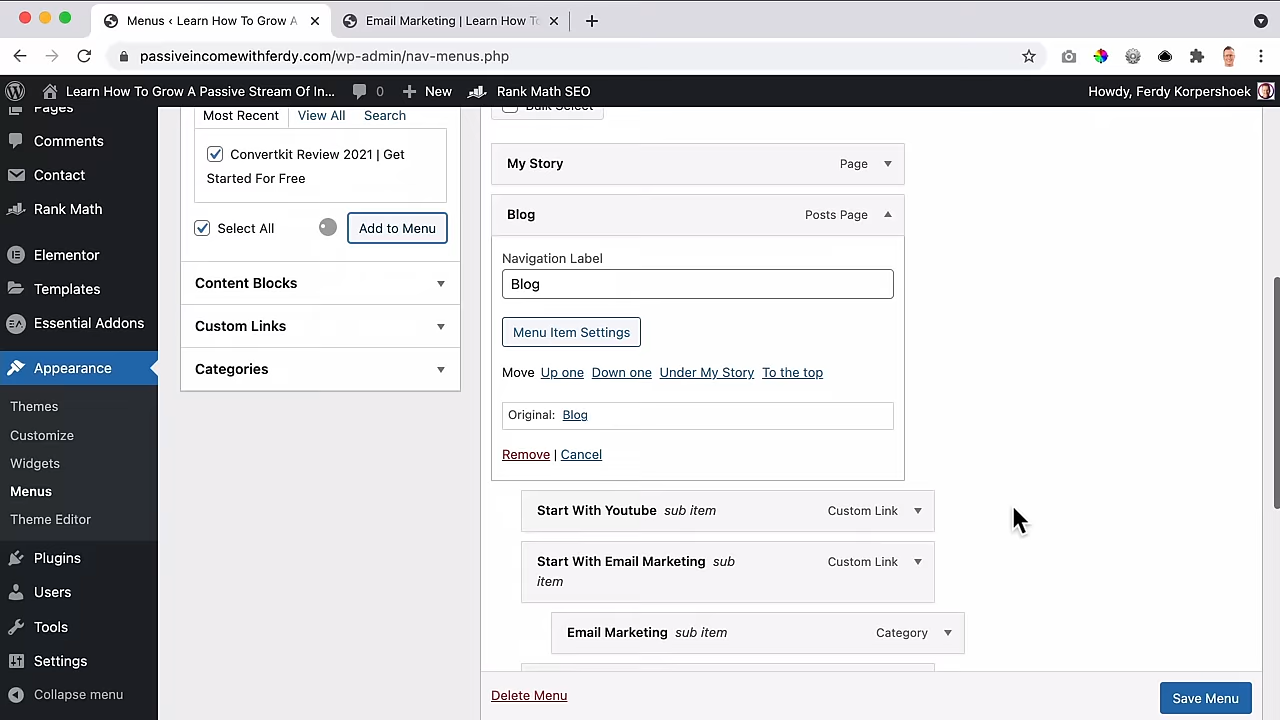 Menus ‹ Learn How To Grow A
Email Marketing | Learn How To
passiveincomewithferdy.com/wp-admin/nav-menus.php
Learn How To Grow A Passive Stream Of In...
0
New
Rank Math SEO
Howdy, Ferdy Korpershoek
Pages
Comments
Contact
Rank Math
Elementor
Templates
Essential Addons
Appearance
Themes
Customize
Widgets
Menus
Theme Editor
Plugins
Users
Tools
Settings
Collapse menu
Most Recent
View All
Search
Convertkit Review 2021 | Get
Started For Free
Select All
Add to Menu
Content Blocks
Custom Links
Categories
Bulk Select
My Story
Page
Blog
Posts Page
Navigation Label
Blog
Menu Item Settings
Move Up one Down one Under My Story To the top
Original: Blog
Remove | Cancel
Start With Youtube sub item
Custom Link
Start With Email Marketing sub
item
Custom Link
Email Marketing sub item
Category
Delete Menu
Save Menu